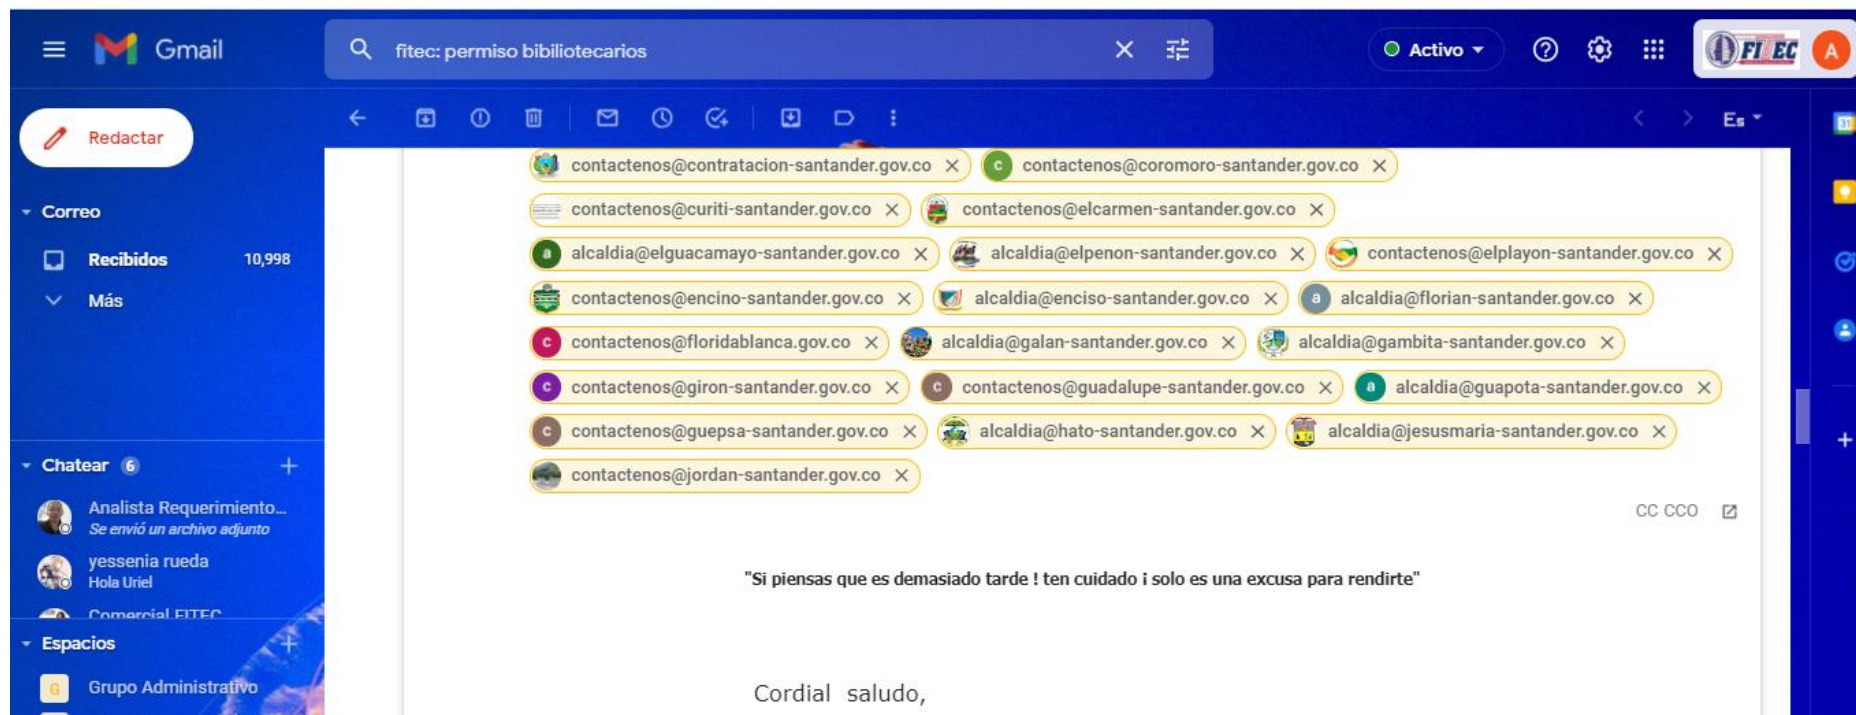 Gmail
fitec: permiso bibiliotecarios
Activo
FITEC
A
Redactar
Es
31
contactenos@contratacion-santander.gov.co
c contactenos@coromoro-santander.gov.co
Correo
contactenos@curiti-santander.gov.co
contactenos@elcarmen-santander.gov.co
Recibidos 10,998
a alcaldia@elguacamayo-santander.gov.co
alcaldia@elpenon-santander.gov.co
contactenos@elplayon-santander.gov.co
Más
contactenos@encino-santander.gov.co
alcaldia@enciso-santander.gov.co
a alcaldia@florian-santander.gov.co
c contactenos@floridablanca.gov.co
alcaldia@galan-santander.gov.co
alcaldia@gambita-santander.gov.co
c contactenos@giron-santander.gov.co
c contactenos@guadalupe-santander.gov.co
a alcaldia@guapota-santander.gov.co
c contactenos@guepsa-santander.gov.co
alcaldia@hato-santander.gov.co
alcaldia@jesusmaria-santander.gov.co
contactenos@jordan-santander.gov.co
Chatear 6
Analista Requerimiento...
Se envió un archivo adjunto
yessenia rueda
Hola Uriel
Comercial FITEC
Espacios
G Grupo Administrativo
CC CCO
"Si piensas que es demasiado tarde ! ten cuidado ¡ solo es una excusa para rendirte"
Cordial saludo,